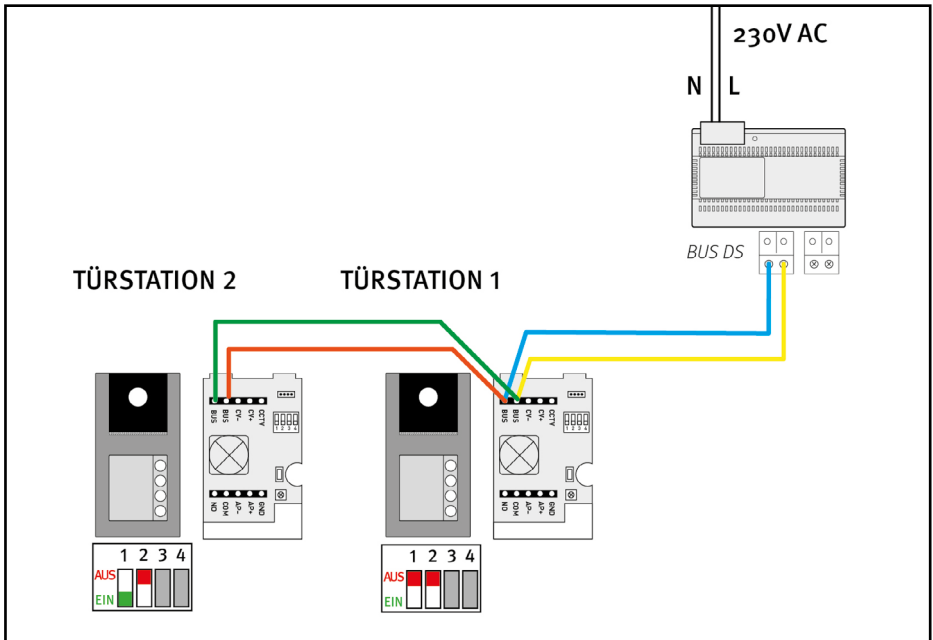 230V AC
N L
BUS DS
TÜRSTATION 2
TÜRSTATION 1
BUS BUS CV- CV+ CCTV
1 2 3 4
NO COM AP- AP+ GND
BUS BUS CV- CV+ CCTV
1 2 3 4
NO COM AP- AP+ GND
1 2 3 4
AUS
EIN
1 2 3 4
AUS
EIN